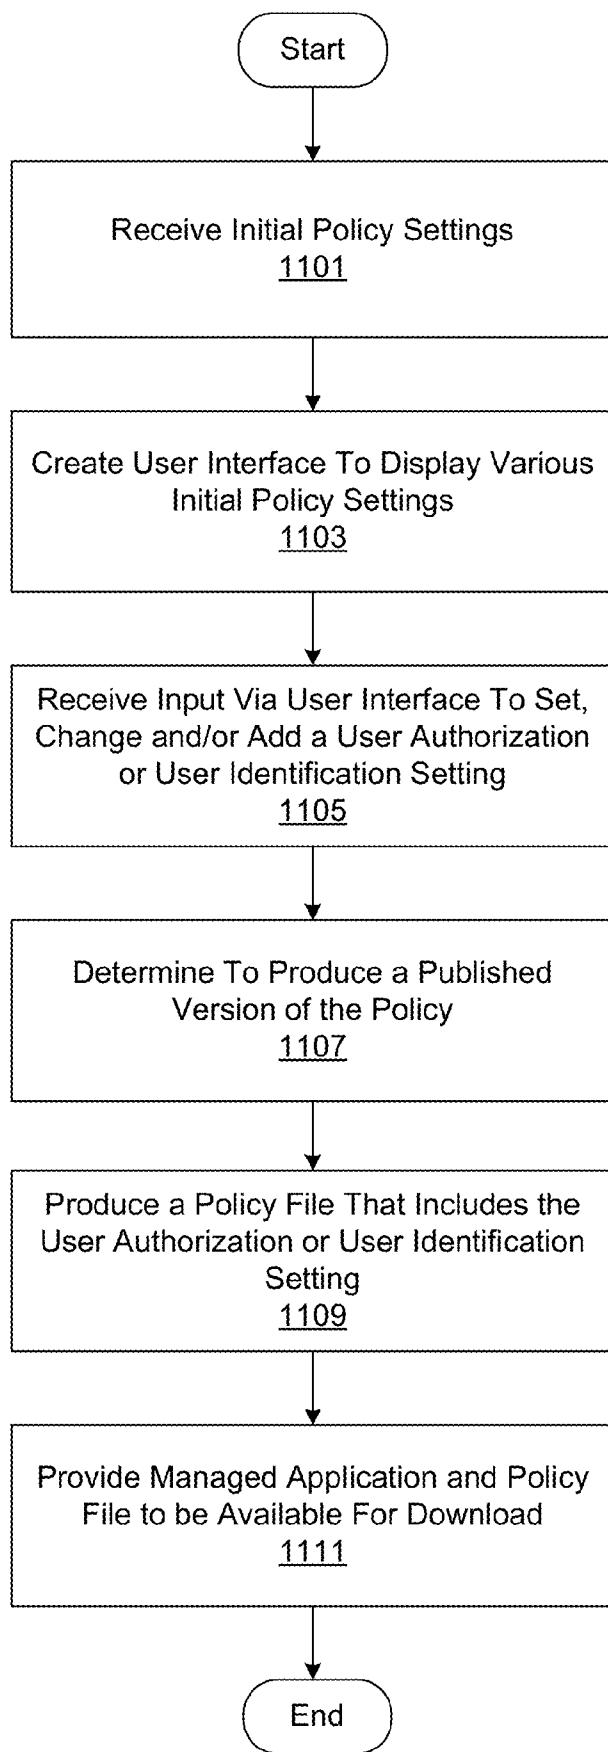 Start
Receive Initial Policy Settings
1101
Create User Interface To Display Various
Initial Policy Settings
1103
Receive Input Via User Interface To Set,
Change and/or Add a User Authorization
or User Identification Setting
1105
Determine To Produce a Published
Version of the Policy
1107
Produce a Policy File That Includes the
User Authorization or User Identification
Setting
1109
Provide Managed Application and Policy
File to be Available For Download
1111
End